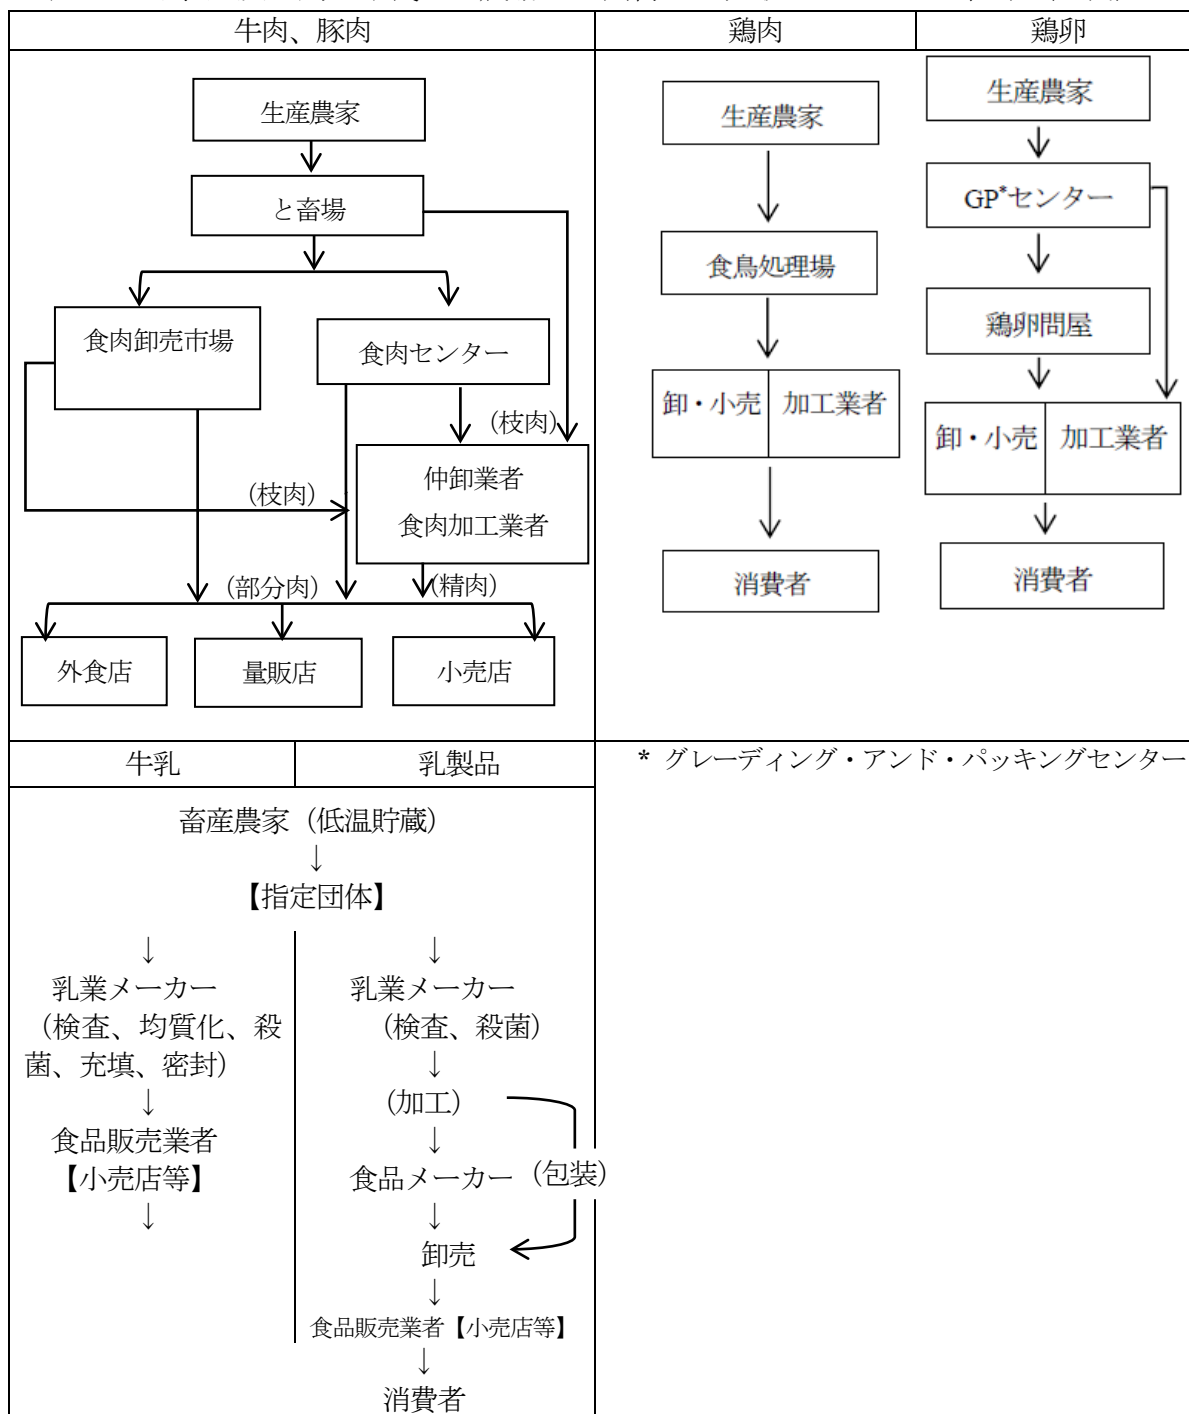 牛肉、豚肉
鶏肉
鶏卵
生産農家
と畜場
食肉卸売市場
食肉センター
(枝肉)
仲卸業者
食肉加工業者
(枝肉)
(部分肉)
(精肉)
外食店
量販店
小売店
生産農家
食鳥処理場
卸・小売
加工業者
消費者
生産農家
GP*センター
鶏卵問屋
卸・小売
加工業者
消費者
牛乳
乳製品
* グレーディング・アンド・パッキングセンター
畜産農家（低温貯蔵）
↓
【指定団体】
↓
乳業メーカー
（検査、均質化、殺
菌、充填、密封）
↓
食品販売業者
【小売店等】
↓
↓
乳業メーカー
（検査、殺菌）
↓
(加工）
↓
食品メーカー（包装）
↓
卸売
↓
食品販売業者【小売店等】
↓
消費者